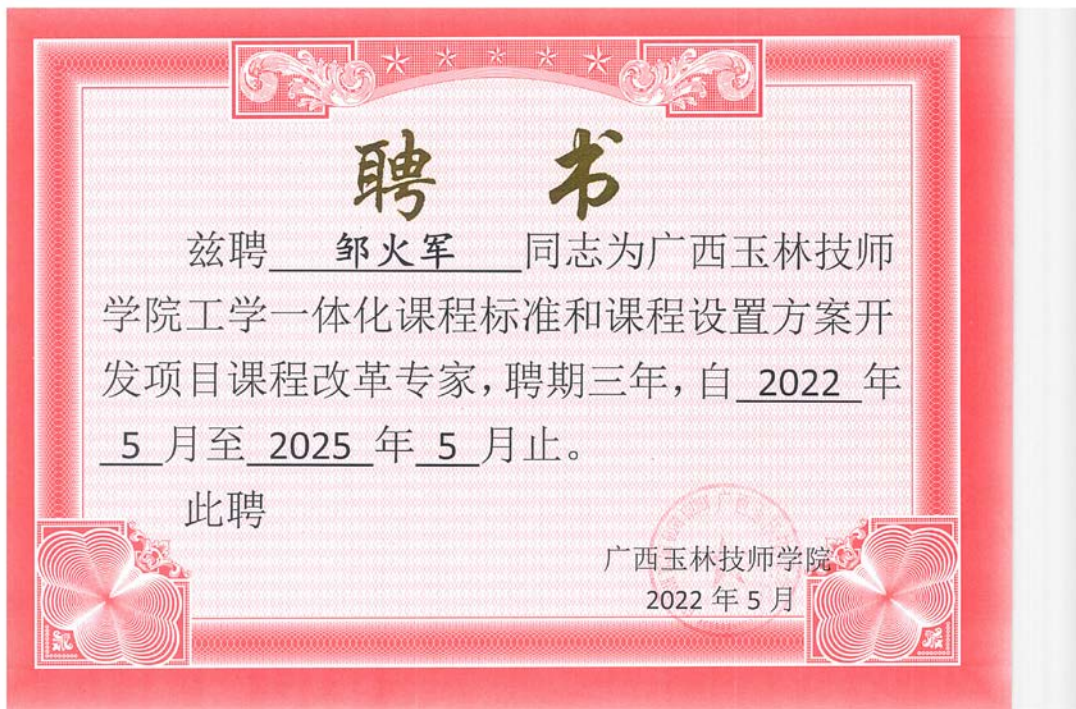 聘 书
兹聘 邹火军 同志为广西玉林技师
学院工学一体化课程标准和课程设置方案开
发项目课程改革专家，聘期三年，自 2022 年
5 月至 2025 年 5 月止。
此聘
广西玉林技师学院
2022 年 5 月